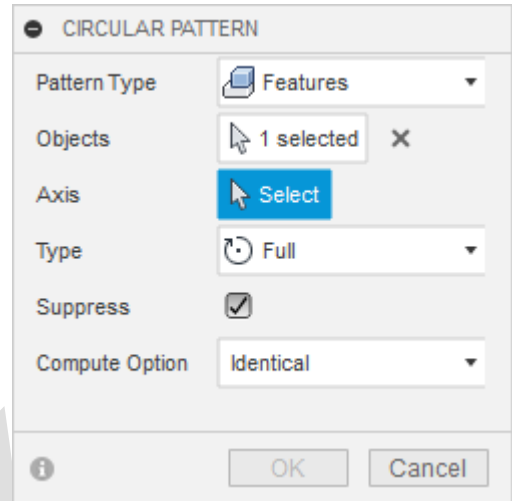 CIRCULAR PATTERN
Pattern Type Features
Objects 1 selected
Axis Select
Type Full
Suppress
Compute Option Identical
OK Cancel